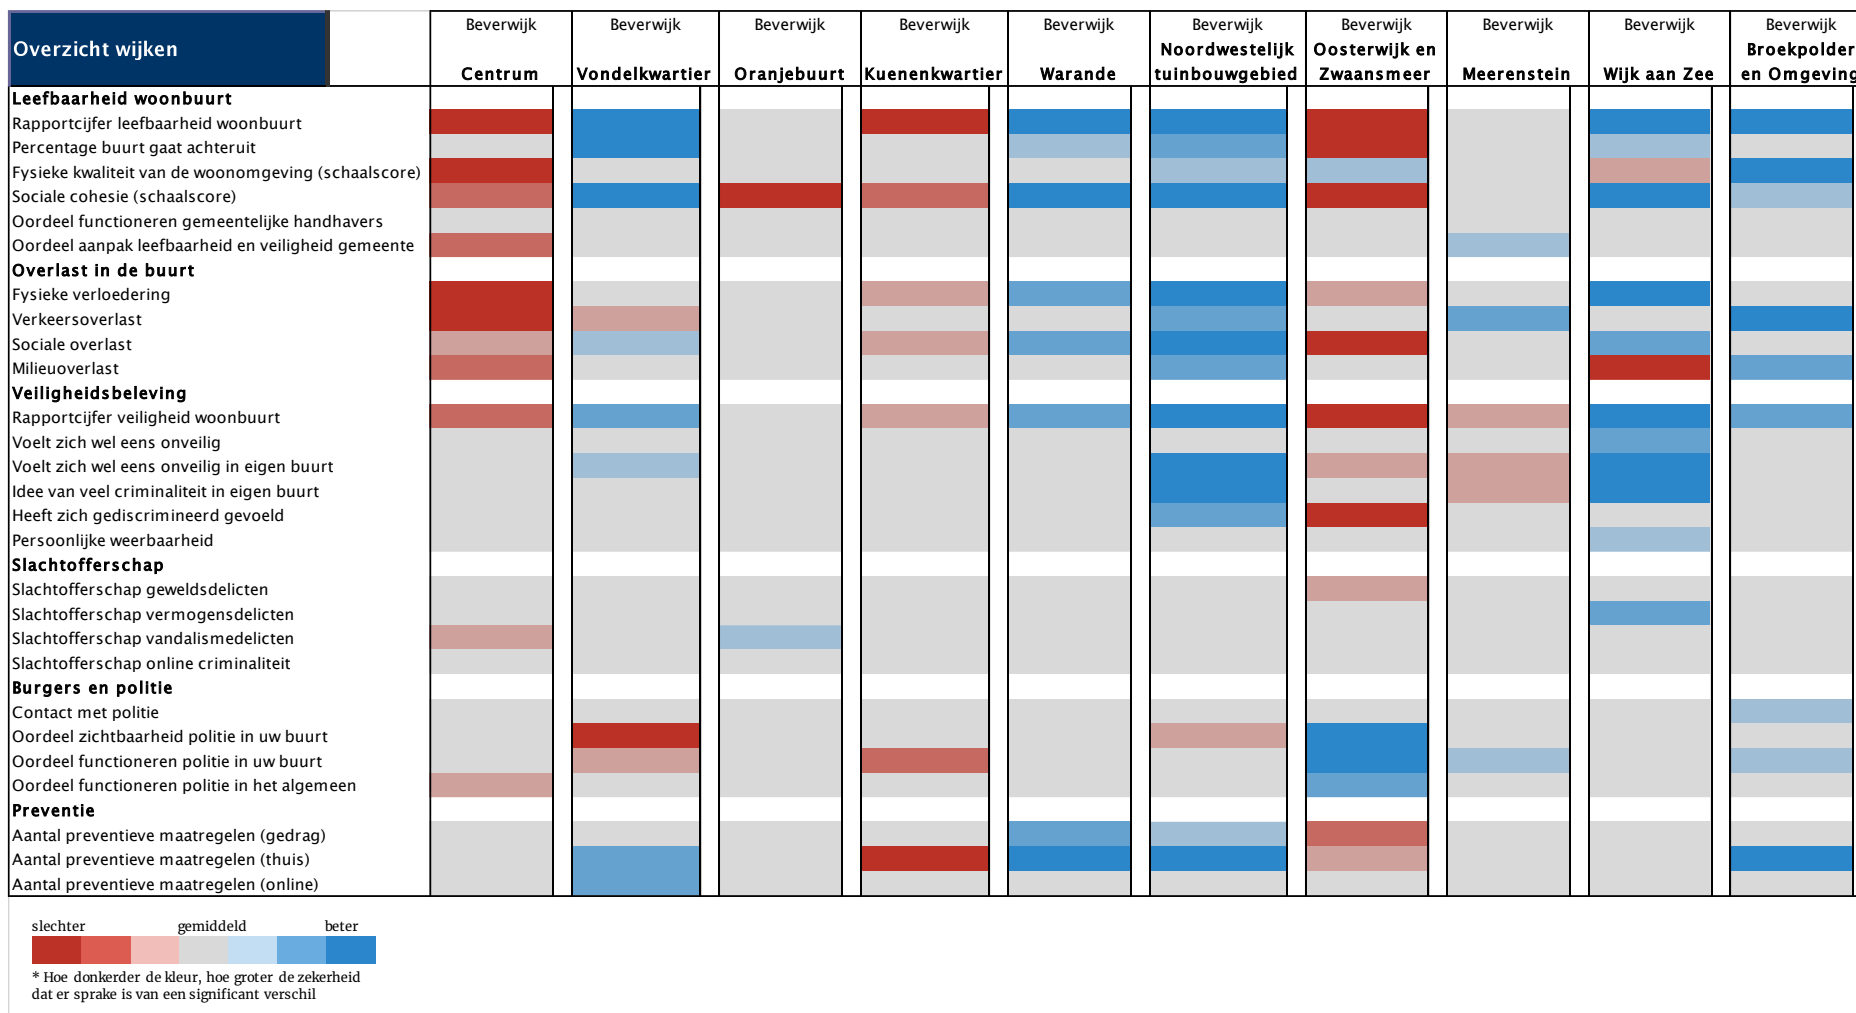 Overzicht wijken
Beverwijk Beverwijk Beverwijk Beverwijk Beverwijk Beverwijk Beverwijk Beverwijk Beverwijk Beverwijk
Noordwestelijk Oosterwijk en Broekpolder
Centrum Vondelkwartier Oranjebuurt Kuenenkwartier Warande tuinbouwgebied Zwaansmeer Meerenstein Wijk aan Zee en Omgeving
Leefbaarheid woonbuurt
Rapportcijfer leefbaarheid woonbuurt
Percentage buurt gaat achteruit
Fysieke kwaliteit van de woonomgeving (schaalscore)
Sociale cohesie (schaalscore)
Oordeel functioneren gemeentelijke handhavers
Oordeel aanpak leefbaarheid en veiligheid gemeente
Overlast in de buurt
Fysieke verloedering
Verkeersoverlast
Sociale overlast
Milieuoverlast
Veiligheidsbeleving
Rapportcijfer veiligheid woonbuurt
Voelt zich wel eens onveilig
Voelt zich wel eens onveilig in eigen buurt
Idee van veel criminaliteit in eigen buurt
Heeft zich gediscrimineerd gevoeld
Persoonlijke weerbaarheid
Slachtofferschap
Slachtofferschap geweldsdelicten
Slachtofferschap vermogensdelicten
Slachtofferschap vandalismedelicten
Slachtofferschap online criminaliteit
Burgers en politie
Contact met politie
Oordeel zichtbaarheid politie in uw buurt
Oordeel functioneren politie in uw buurt
Oordeel functioneren politie in het algemeen
Preventie
Aantal preventieve maatregelen (gedrag)
Aantal preventieve maatregelen (thuis)
Aantal preventieve maatregelen (online)
slechter gemiddeld beter
* Hoe donkerder de kleur, hoe groter de zekerheid
dat er sprake is van een significant verschil